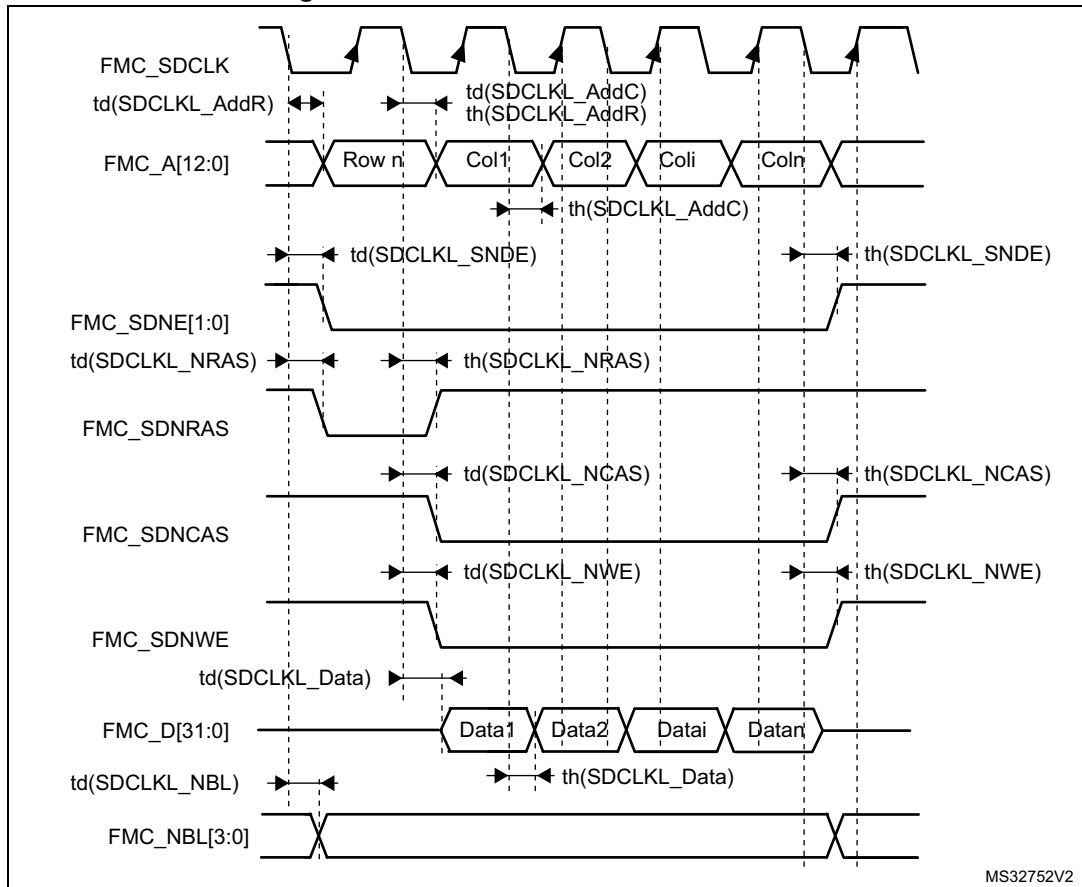 FMC_SDCLK
td(SDCLKL_AddR)
td(SDCLKL_AddC)
th(SDCLKL_AddR)
FMC_A[12:0]
Row n
Col1
Col2
Coli
Coln
th(SDCLKL_AddC)
td(SDCLKL_SNDE)
th(SDCLKL_SNDE)
FMC_SDNE[1:0]
td(SDCLKL_NRAS)
th(SDCLKL_NRAS)
FMC_SDNRAS
td(SDCLKL_NCAS)
th(SDCLKL_NCAS)
FMC_SDNCAS
td(SDCLKL_NWE)
th(SDCLKL_NWE)
FMC_SDNWE
td(SDCLKL_Data)
FMC_D[31:0]
Data1
Data2
Datai
Datan
td(SDCLKL_NBL)
th(SDCLKL_Data)
FMC_NBL[3:0]
MS32752V2